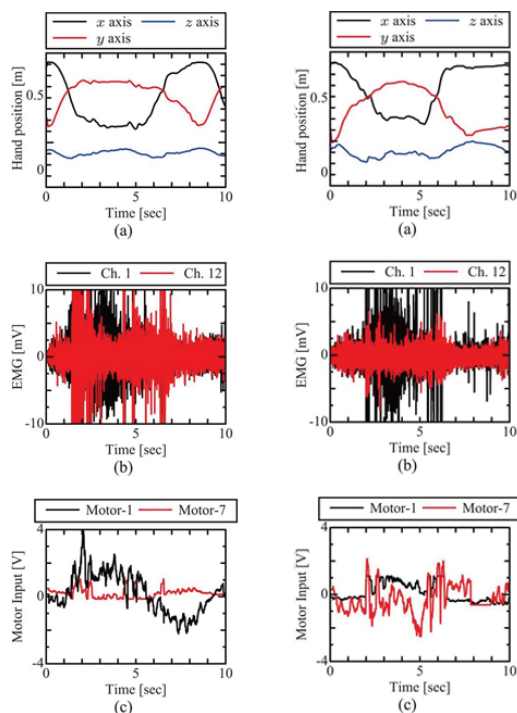 x axis z axis
y axis
Hand position [m]
0.5
0
0 5 10
Time [sec]
(a)
x axis z axis
y axis
Hand position [m]
0.5
0
0 5 10
Time [sec]
(a)
Ch. 1 Ch. 12
EMG [mV]
10
0
-10
0 5 10
Time [sec]
(b)
Ch. 1 Ch. 12
EMG [mV]
10
0
-10
0 5 10
Time [sec]
(b)
Motor-1 Motor-7
Motor Input [V]
4
0
-4
0 5 10
Time [sec]
(c)
Motor-1 Motor-7
Motor Input [V]
4
0
-4
0 5 10
Time [sec]
(c)